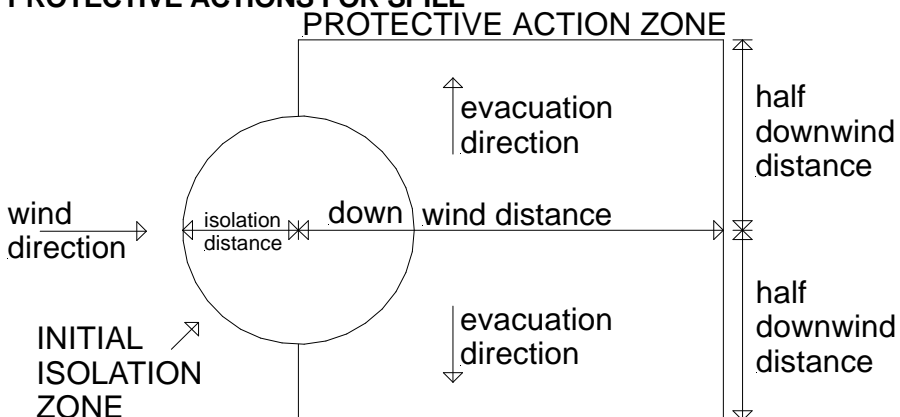 PROTECTIVE ACTIONS FOR SPILL
PROTECTIVE ACTION ZONE
evacuation
direction
half
downwind
distance
wind
direction
isolation
distance
down wind distance
INITIAL
ISOLATION
ZONE
evacuation
direction
half
downwind
distance